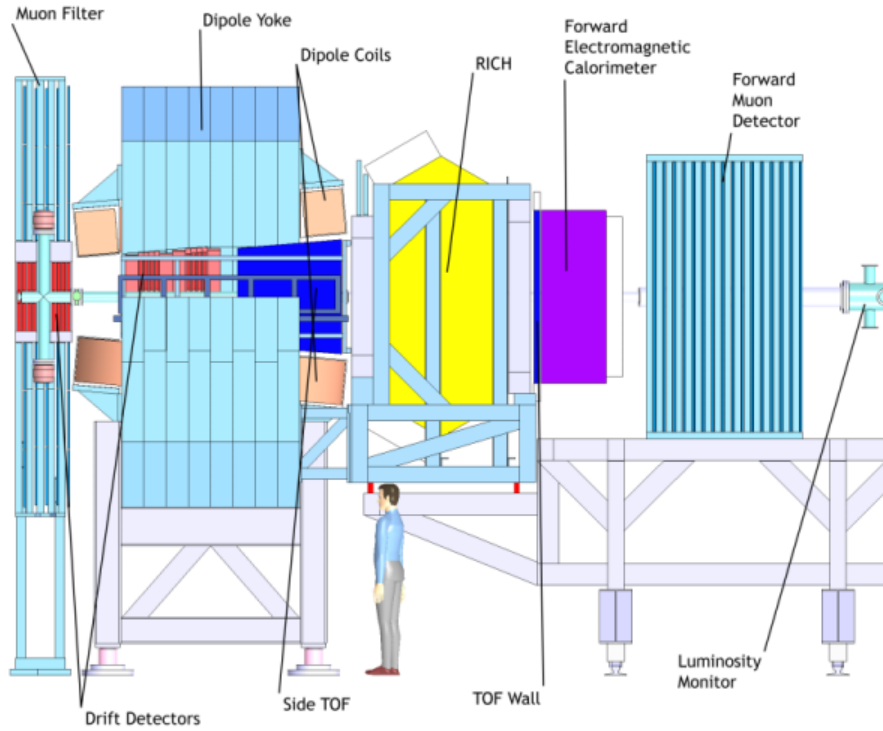 Muon Filter
Dipole Yoke
Dipole Coils
RICH
Forward
Electromagnetic
Calorimeter
Forward
Muon
Detector
Drift Detectors
Side TOF
TOF Wall
Luminosity
Monitor